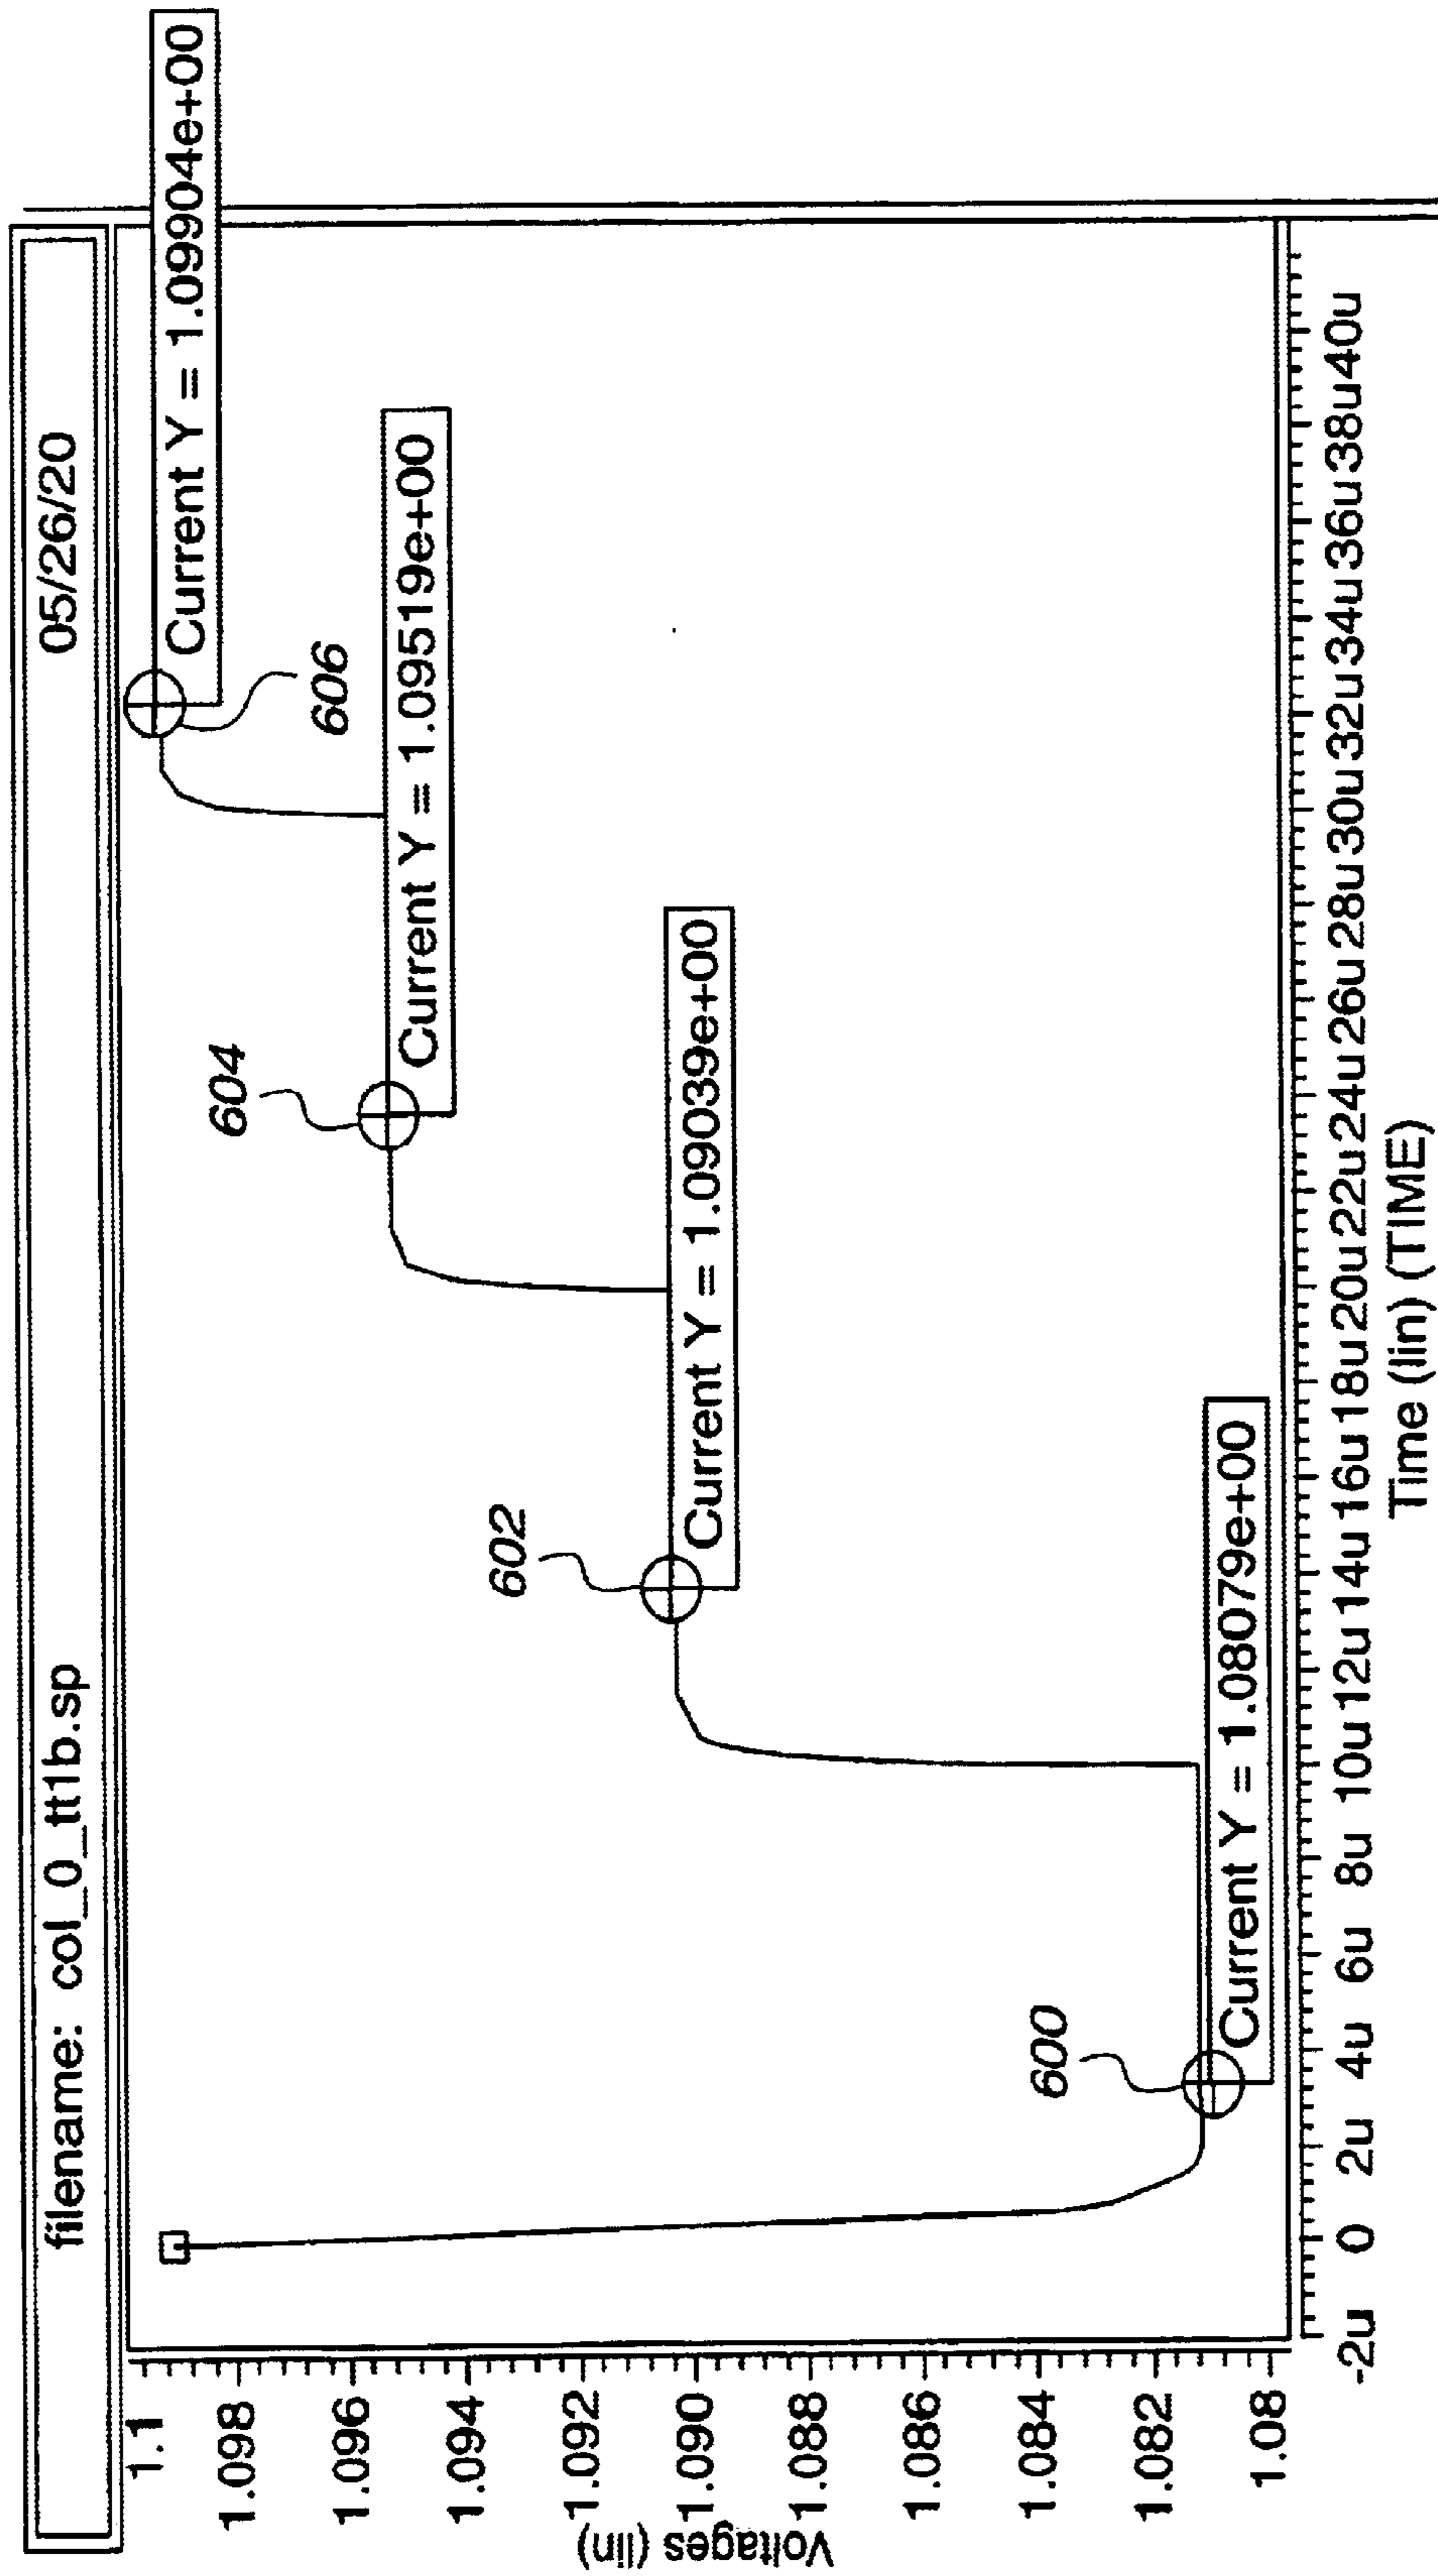 filename: col_0_tt1b.sp 05/26/20
Voltages (lin)
1.1
1.098
1.096
1.094
1.092
1.090
1.088
1.086
1.084
1.082
1.08
Current Y = 1.09904e+00
606
604
Current Y = 1.09519e+00
602
Current Y = 1.09039e+00
600
Current Y = 1.08079e+00
-2u 0 2u 4u 6u 8u 10u 12u 14u 16u 18u 20u 22u 24u 26u 28u 30u 32u 34u 36u 38u 40u
Time (lin) (TIME)